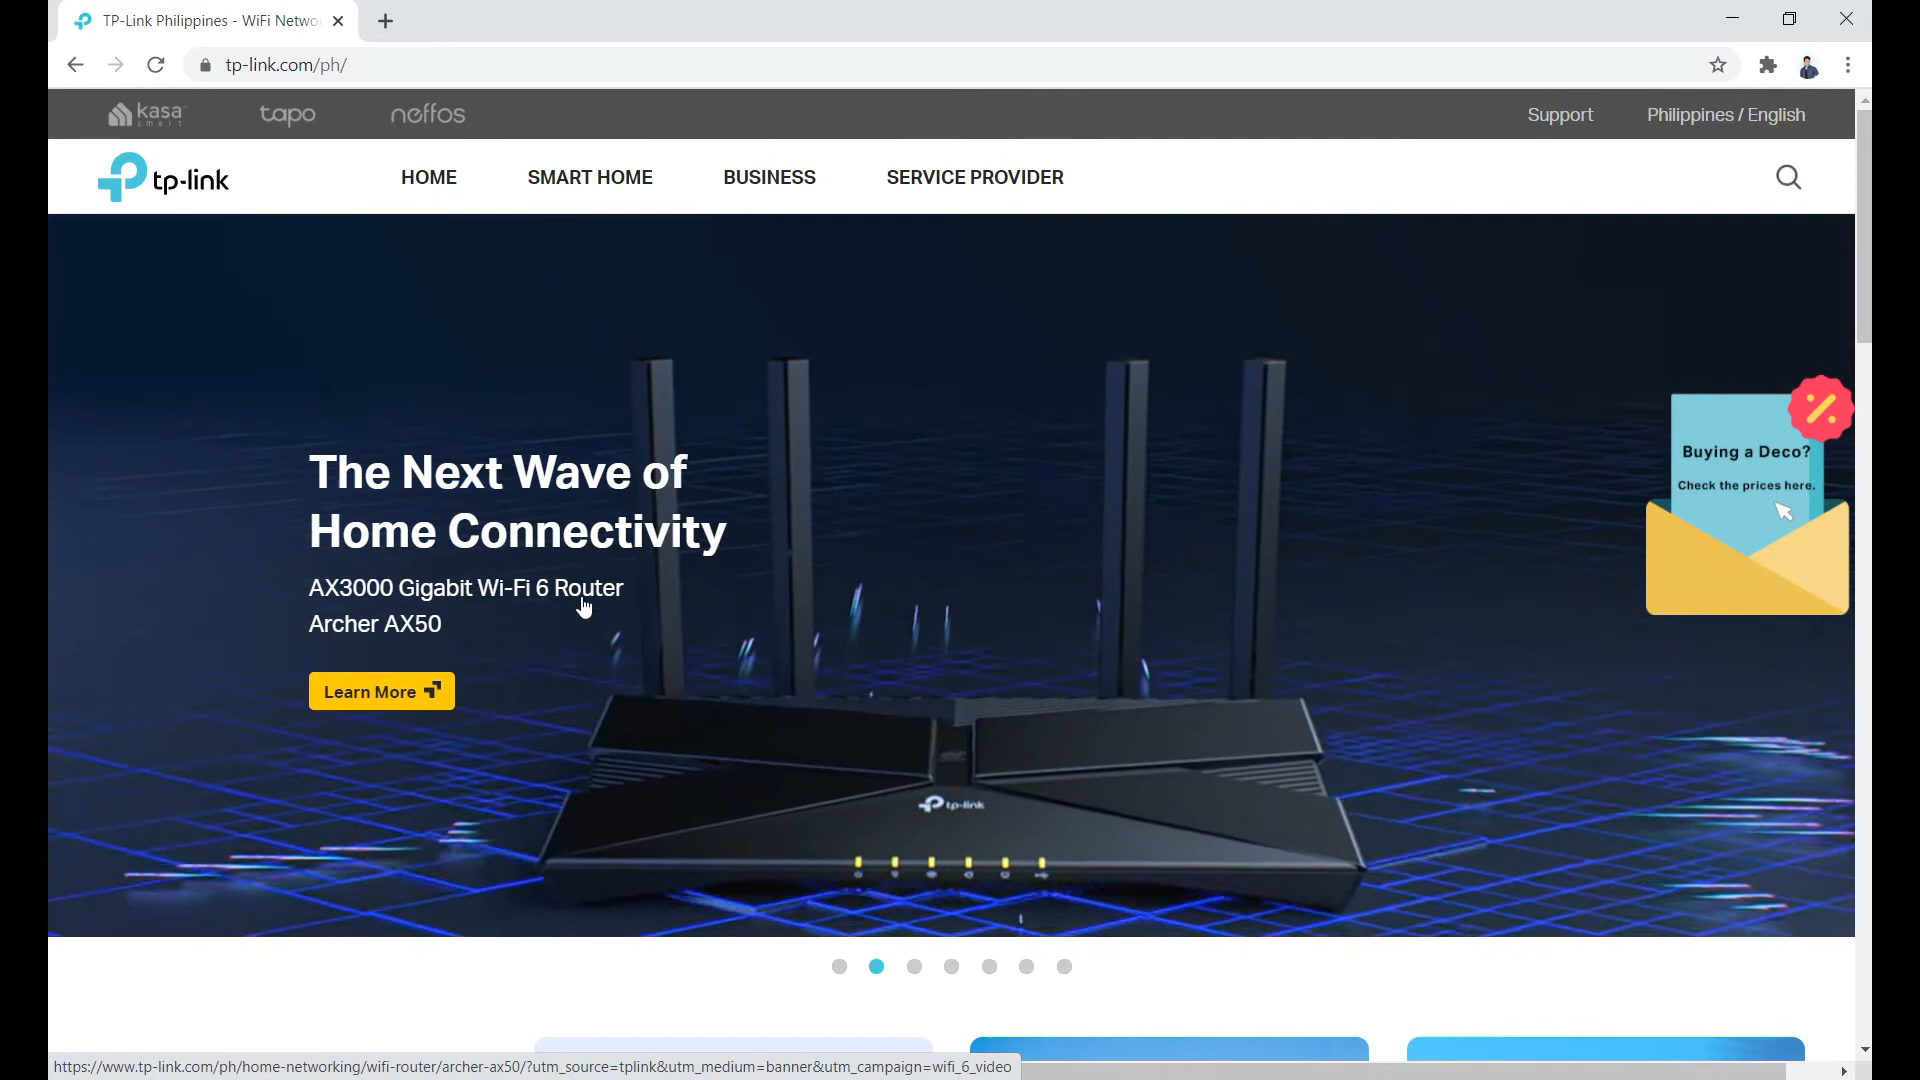 TP-Link Philippines - WiFi Netwo
tp-link.com/ph/
kasa
smart
tapo
neffos
Support
Philippines / English
tp-link
HOME
SMART HOME
BUSINESS
SERVICE PROVIDER
The Next Wave of
Home Connectivity
AX3000 Gigabit Wi-Fi 6 Router
Archer AX50
Learn More
Buying a Deco?
Check the prices here.
tp-link
https://www.tp-link.com/ph/home-networking/wifi-router/archer-ax50/?utm_source=tplink&utm_medium=banner&utm_campaign=wifi_6_video